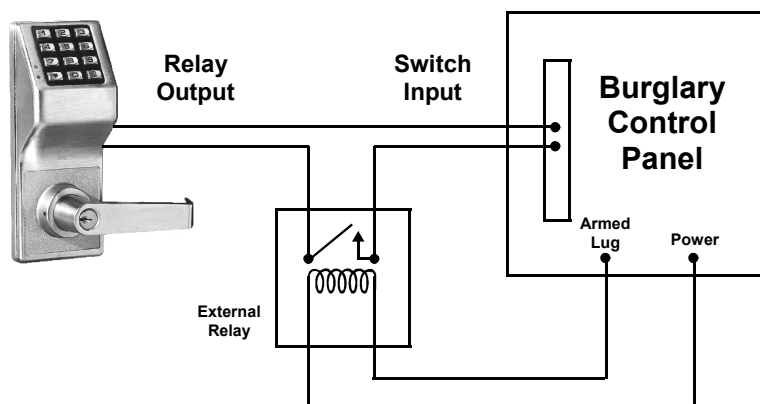 Relay
Output
Switch
Input
Burglary
Control
Panel
Armed
Lug
Power
External
Relay